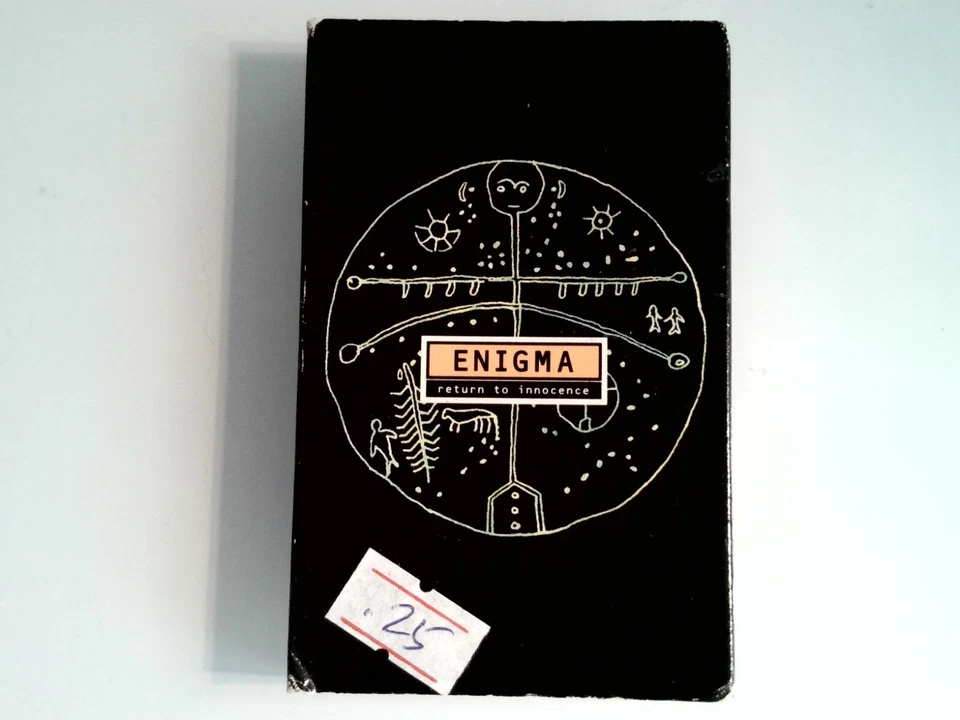 ENIGMA
return to innocence
.25